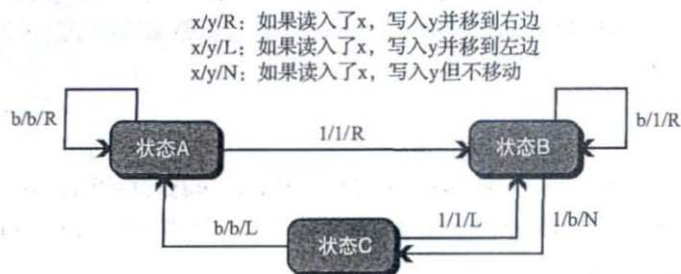 x/y/R：如果读入了x，写入y并移到右边
x/y/L：如果读入了x，写入y并移到左边
x/y/N：如果读入了x，写入y但不移动
b/b/R
状态A
1/1/R
状态B
b/1/R
b/b/L
状态C
1/1/L
1/b/N